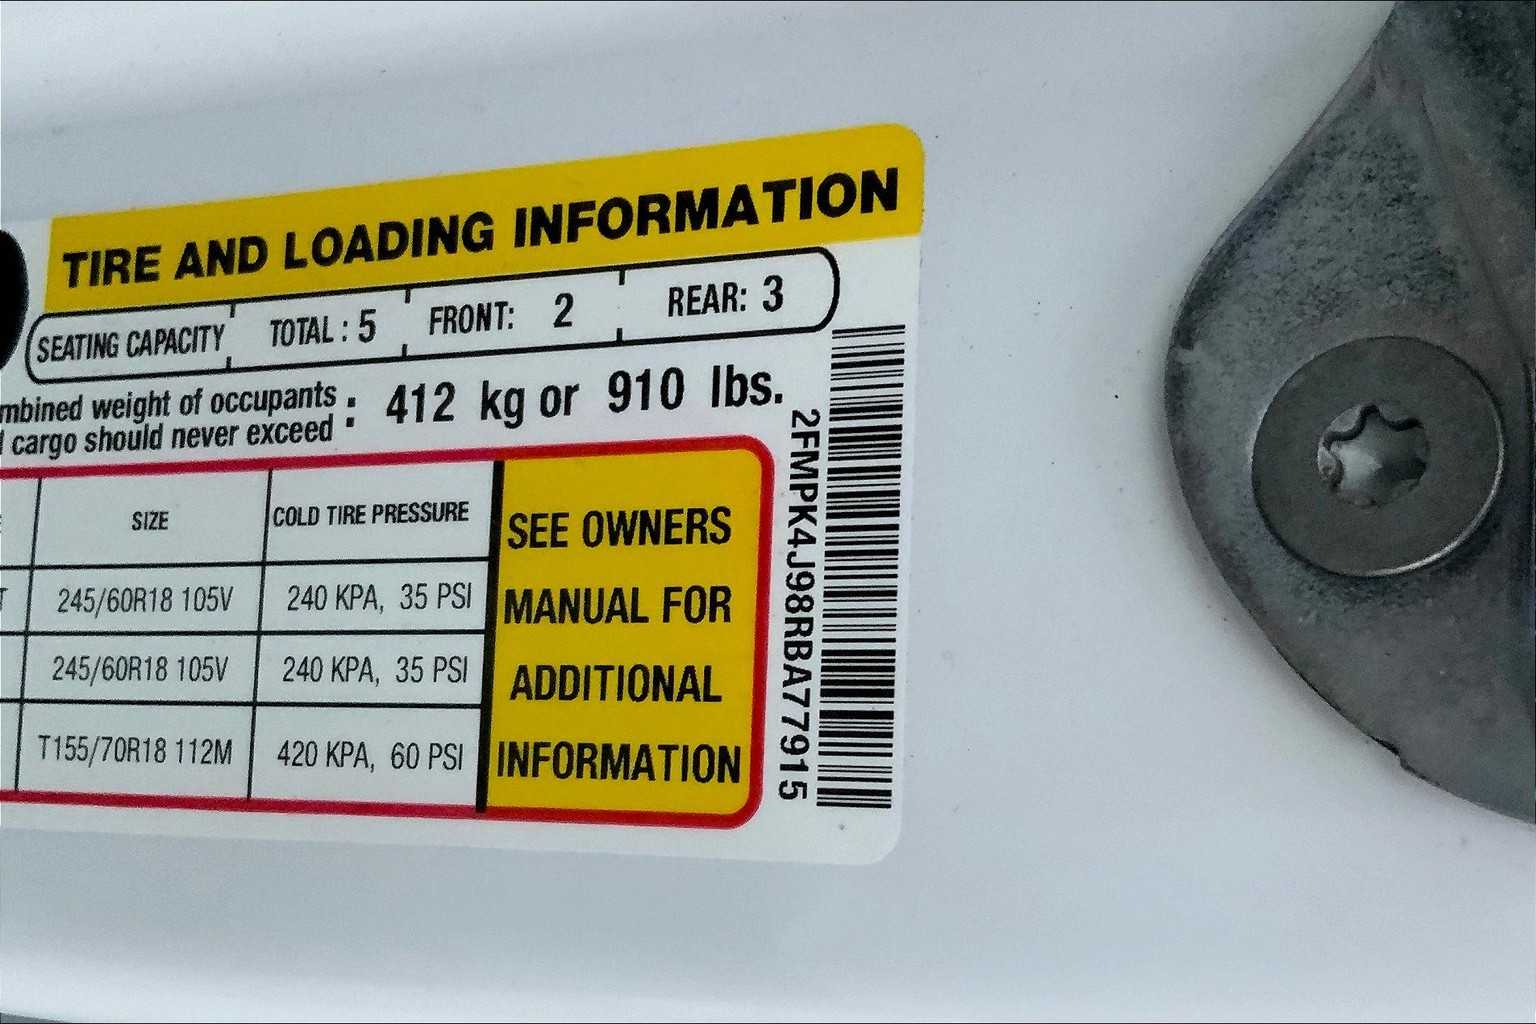 TIRE AND LOADING INFORMATION
SEATING CAPACITY TOTAL : 5 FRONT: 2 REAR: 3
mbined weight of occupants : 412 kg or 910 lbs.
cargo should never exceed
SIZE COLD TIRE PRESSURE
245/60R18 105V 240 KPA, 35 PSI
245/60R18 105V 240 KPA, 35 PSI
T155/70R18 112M 420 KPA, 60 PSI
SEE OWNERS
MANUAL FOR
ADDITIONAL
INFORMATION
2FMPK4J98RBA77915